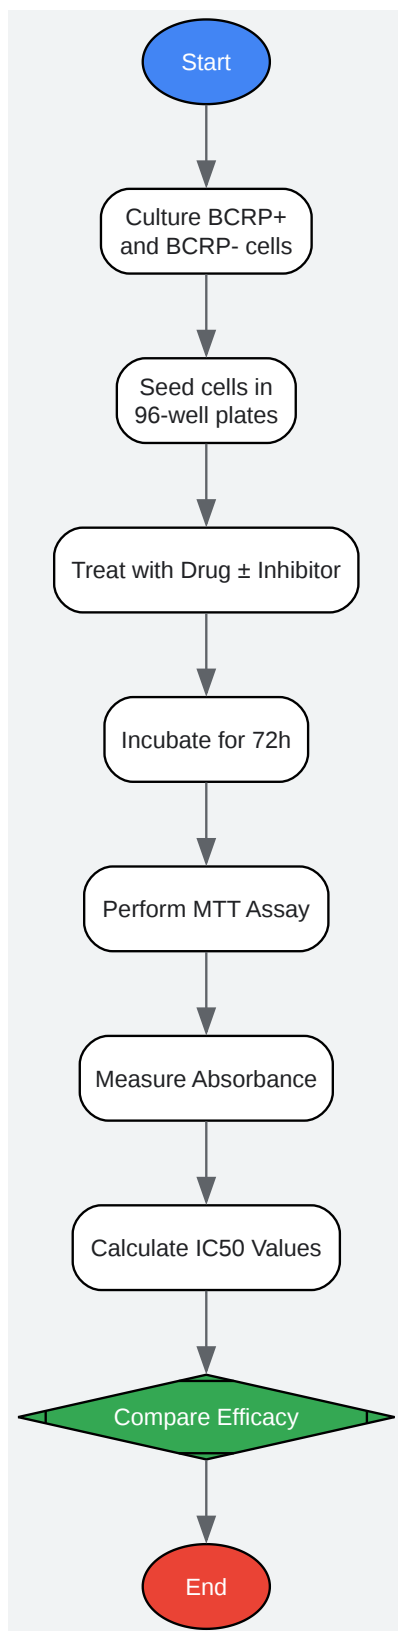 Start
Culture BCRP+
and BCRP- cells
Seed cells in
96-well plates
Treat with Drug ± Inhibitor
Incubate for 72h
Perform MTT Assay
Measure Absorbance
Calculate IC50 Values
Compare Efficacy
End